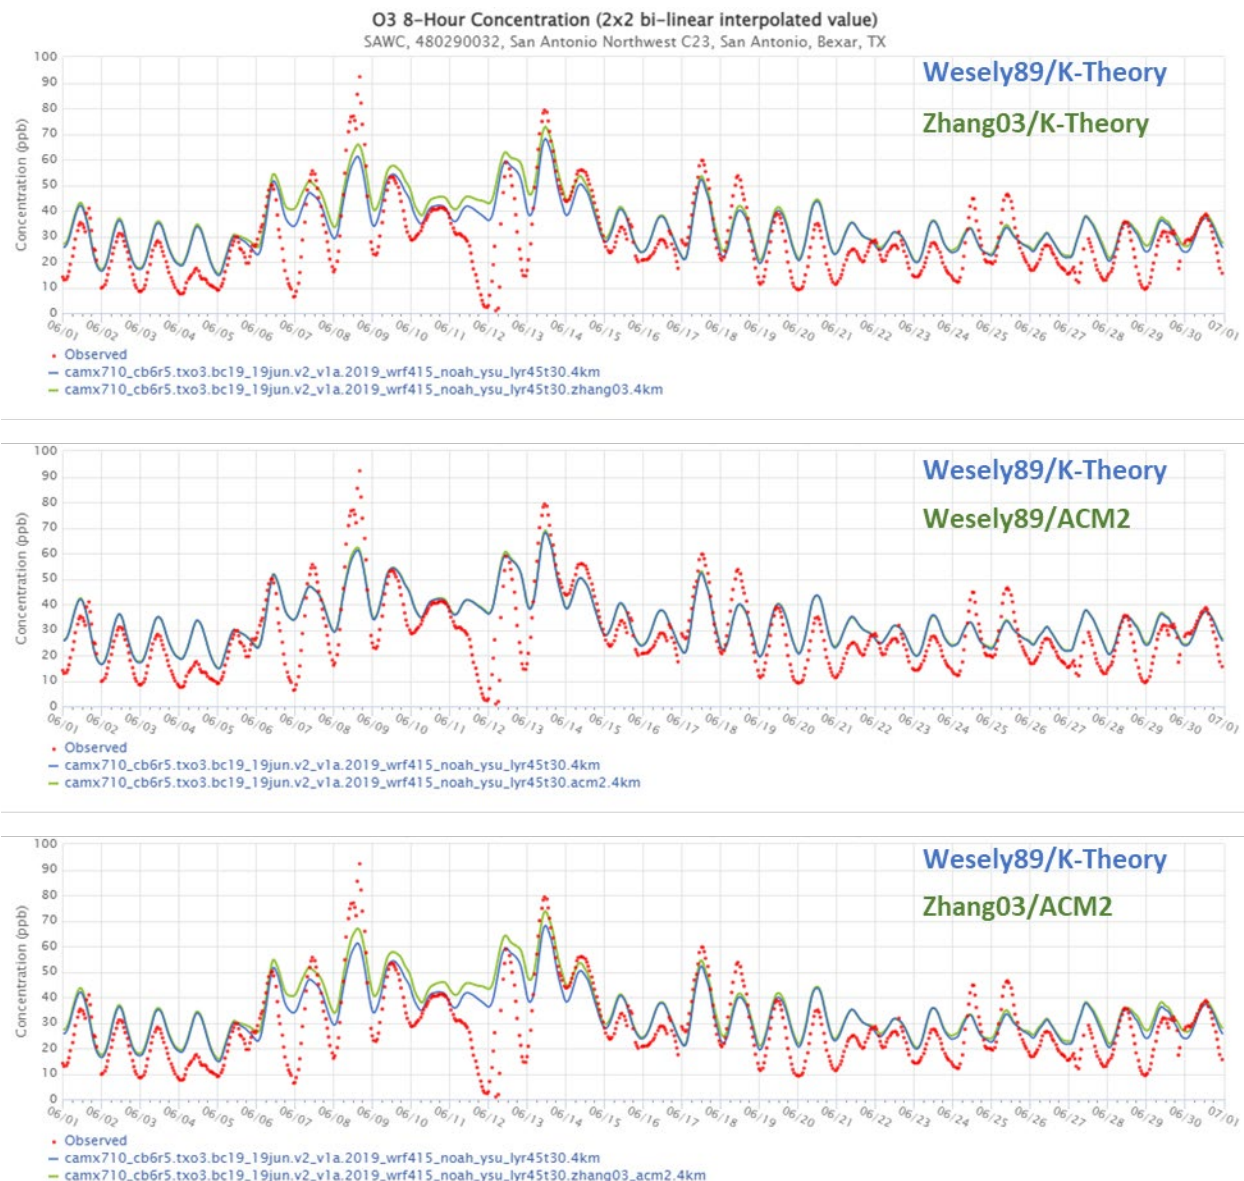 O3 8-Hour Concentration (2x2 bi-linear interpolated value)
SAWC, 480290032, San Antonio Northwest C23, San Antonio, Bexar, TX
Wesely89/K-Theory
Zhang03/K-Theory
Concentration (ppb)
100
90
80
70
60
50
40
30
20
10
0
06/01 06/02 06/03 06/04 06/05 06/06 06/07 06/08 06/09 06/10 06/11 06/12 06/13 06/14 06/15 06/16 06/17 06/18 06/19 06/20 06/21 06/22 06/23 06/24 06/25 06/26 06/27 06/28 06/29 06/30 07/01
Observed
camx710_cb6r5.txo3.bc19_19jun.v2_v1a.2019_wrf415_noah_ysu_lyr45t30.4km
camx710_cb6r5.txo3.bc19_19jun.v2_v1a.2019_wrf415_noah_ysu_lyr45t30.zhang03.4km
Wesely89/K-Theory
Wesely89/ACM2
Concentration (ppb)
100
90
80
70
60
50
40
30
20
10
0
06/01 06/02 06/03 06/04 06/05 06/06 06/07 06/08 06/09 06/10 06/11 06/12 06/13 06/14 06/15 06/16 06/17 06/18 06/19 06/20 06/21 06/22 06/23 06/24 06/25 06/26 06/27 06/28 06/29 06/30 07/01
Observed
camx710_cb6r5.txo3.bc19_19jun.v2_v1a.2019_wrf415_noah_ysu_lyr45t30.4km
camx710_cb6r5.txo3.bc19_19jun.v2_v1a.2019_wrf415_noah_ysu_lyr45t30.acm2.4km
Wesely89/K-Theory
Zhang03/ACM2
Concentration (ppb)
100
90
80
70
60
50
40
30
20
10
0
06/01 06/02 06/03 06/04 06/05 06/06 06/07 06/08 06/09 06/10 06/11 06/12 06/13 06/14 06/15 06/16 06/17 06/18 06/19 06/20 06/21 06/22 06/23 06/24 06/25 06/26 06/27 06/28 06/29 06/30 07/01
Observed
camx710_cb6r5.txo3.bc19_19jun.v2_v1a.2019_wrf415_noah_ysu_lyr45t30.4km
camx710_cb6r5.txo3.bc19_19jun.v2_v1a.2019_wrf415_noah_ysu_lyr45t30.zhang03_acm2.4km